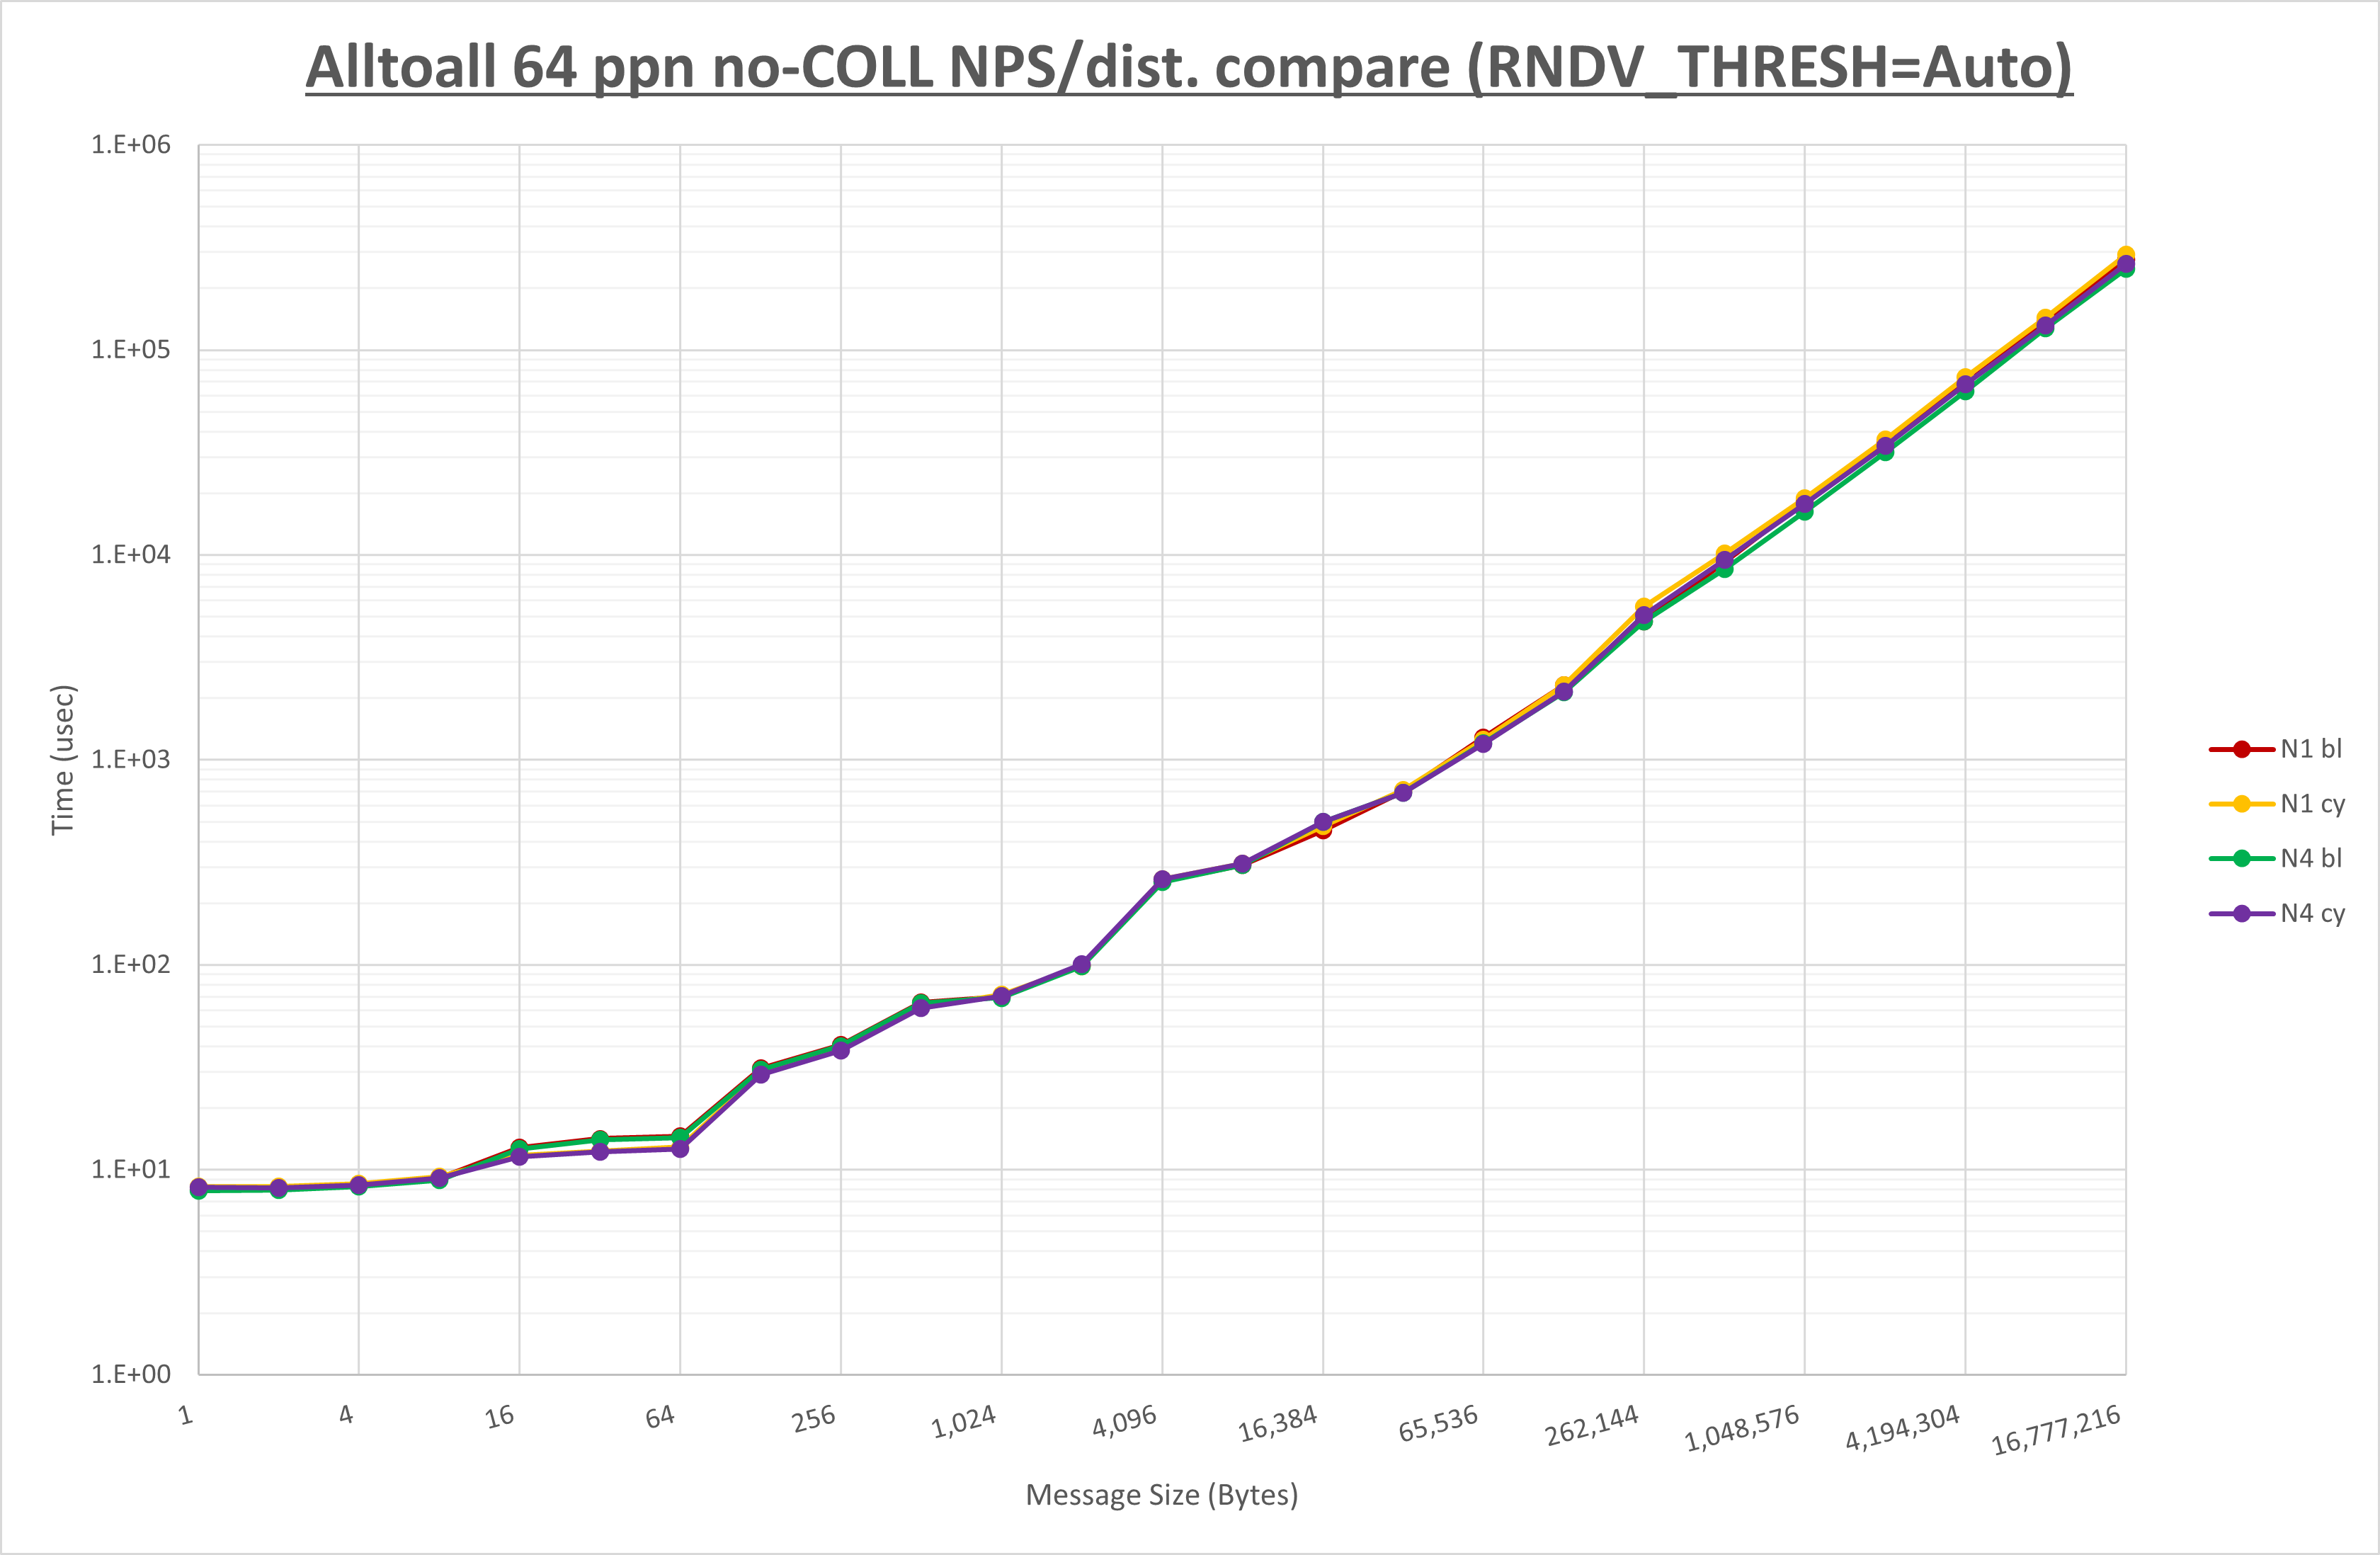 Alltoall 64 ppn no-COLL NPS/dist. compare (RNDV_THRESH=Auto)
1.E+06
1.E+05
1.E+04
1.E+03
1.E+02
1.E+01
1.E+00
Time (usec)
1 4 16 64 256 1,024 4,096 16,384 65,536 262,144 1,048,576 4,194,304 16,777,216
Message Size (Bytes)
N1 bl
N1 cy
N4 bl
N4 cy